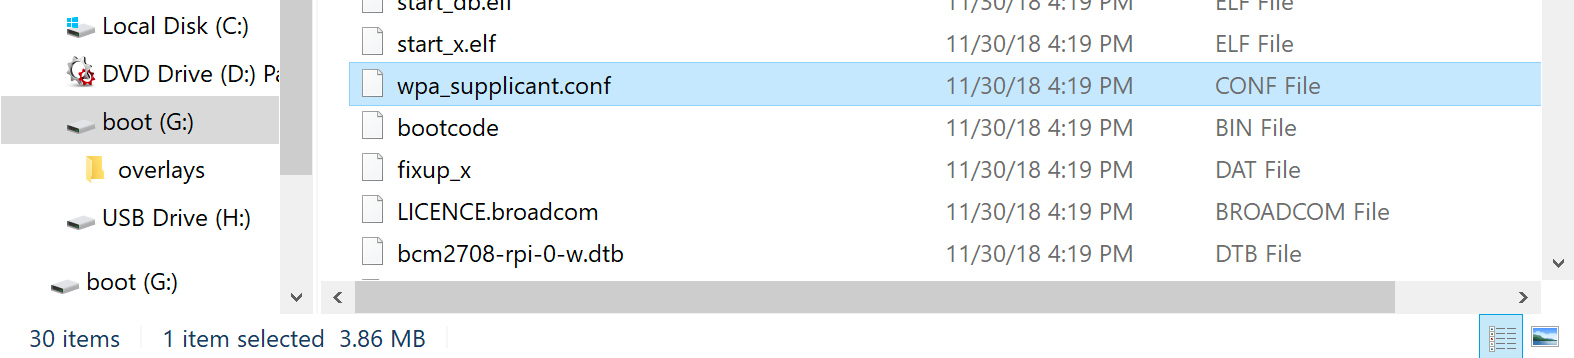 Local Disk (C:)
DVD Drive (D:) Pa
boot (G:)
overlays
USB Drive (H:)
boot (G:)
start_db.elf 11/30/18 4:19 PM ELF File
start_x.elf 11/30/18 4:19 PM ELF File
wpa_supplicant.conf 11/30/18 4:19 PM CONF File
bootcode 11/30/18 4:19 PM BIN File
fixup_x 11/30/18 4:19 PM DAT File
LICENCE.broadcom 11/30/18 4:19 PM BROADCOM File
bcm2708-rpi-0-w.dtb 11/30/18 4:19 PM DTB File
30 items 1 item selected 3.86 MB